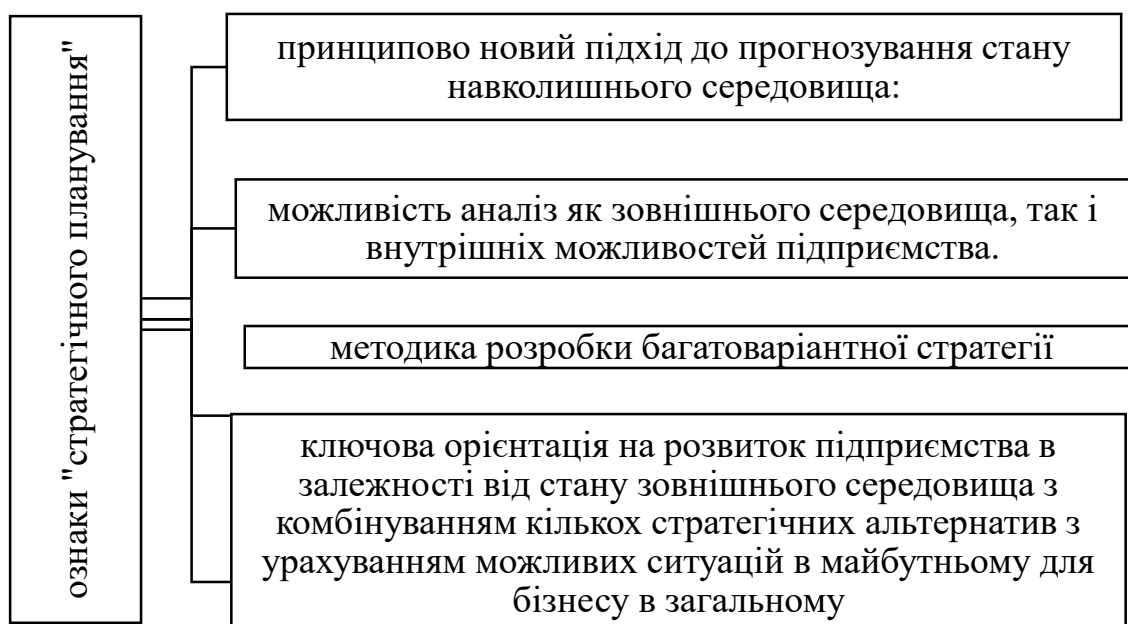 ознаки "стратегічного планування"
принципово новий підхід до прогнозування стану
навколишнього середовища:
можливість аналіз як зовнішнього середовища, так і
внутрішніх можливостей підприємства.
методика розробки багатоваріантної стратегії
ключова орієнтація на розвиток підприємства в
залежності від стану зовнішнього середовища з
комбінуванням кількох стратегічних альтернатив з
урахуванням можливих ситуацій в майбутньому для
бізнесу в загальному